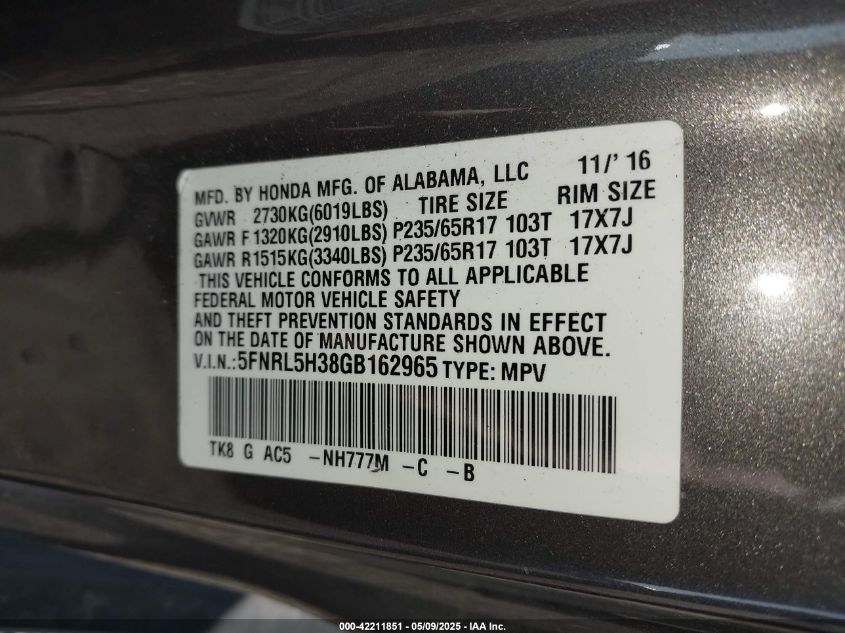 MFD. BY HONDA MFG. OF ALABAMA, LLC 11/' 16
GVWR 2730KG(6019LBS) TIRE SIZE RIM SIZE
GAWR F1320KG(2910LBS) P235/65R17 103T 17X7J
GAWR R1515KG(3340LBS) P235/65R17 103T 17X7J
THIS VEHICLE CONFORMS TO ALL APPLICABLE
FEDERAL MOTOR VEHICLE SAFETY
AND THEFT PREVENTION STANDARDS IN EFFECT
ON THE DATE OF MANUFACTURE SHOWN ABOVE.
V.I.N.:5FNRL5H38GB162965 TYPE: MPV
TK8 G AC5 -NH777M -C -B
000-42211851 - 05/09/2025 - IAA Inc.